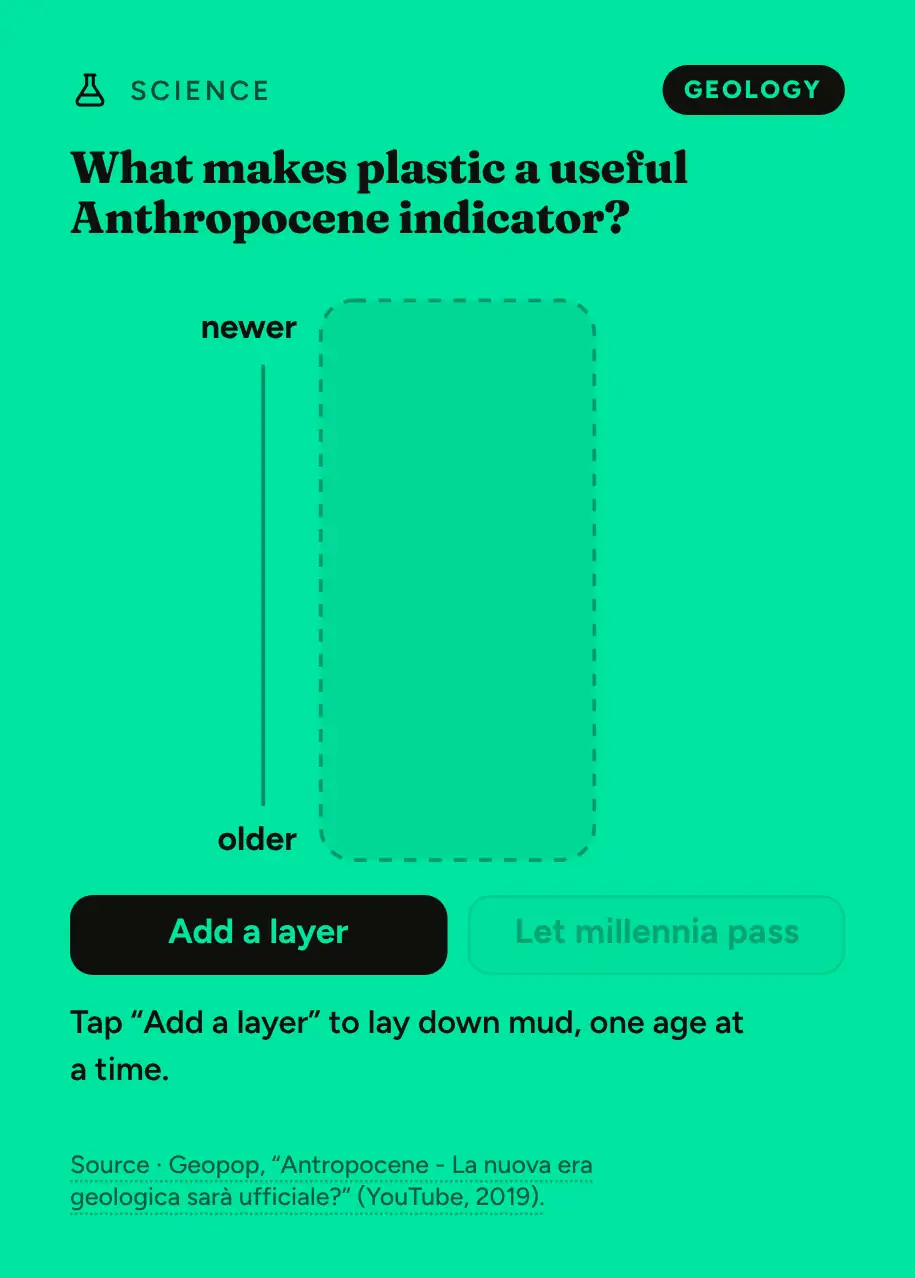 SCIENCE
GEOLOGY
What makes plastic a useful
Anthropocene indicator?
newer
older
Add a layer
Let millennia pass
Tap “Add a layer” to lay down mud, one age at
a time.
Source · Geopop, “Antropocene - La nuova era
geologica sarà ufficiale?” (YouTube, 2019).